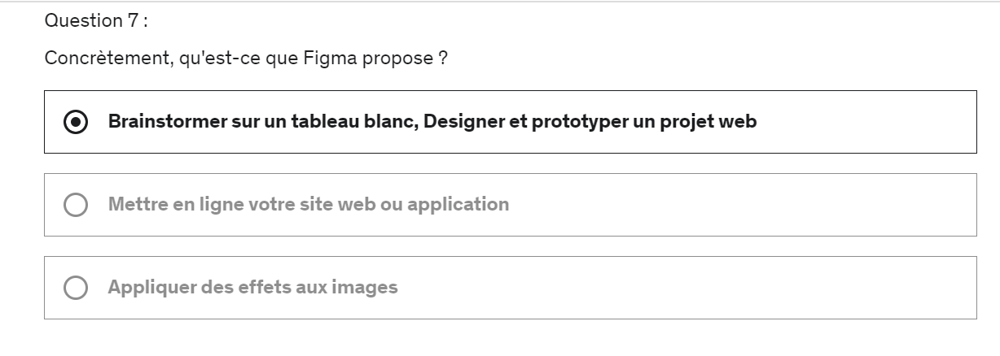 Question 7 :
Concrètement, qu'est-ce que Figma propose ?
Brainstormer sur un tableau blanc, Designer et prototyper un projet web
Mettre en ligne votre site web ou application
Appliquer des effets aux images